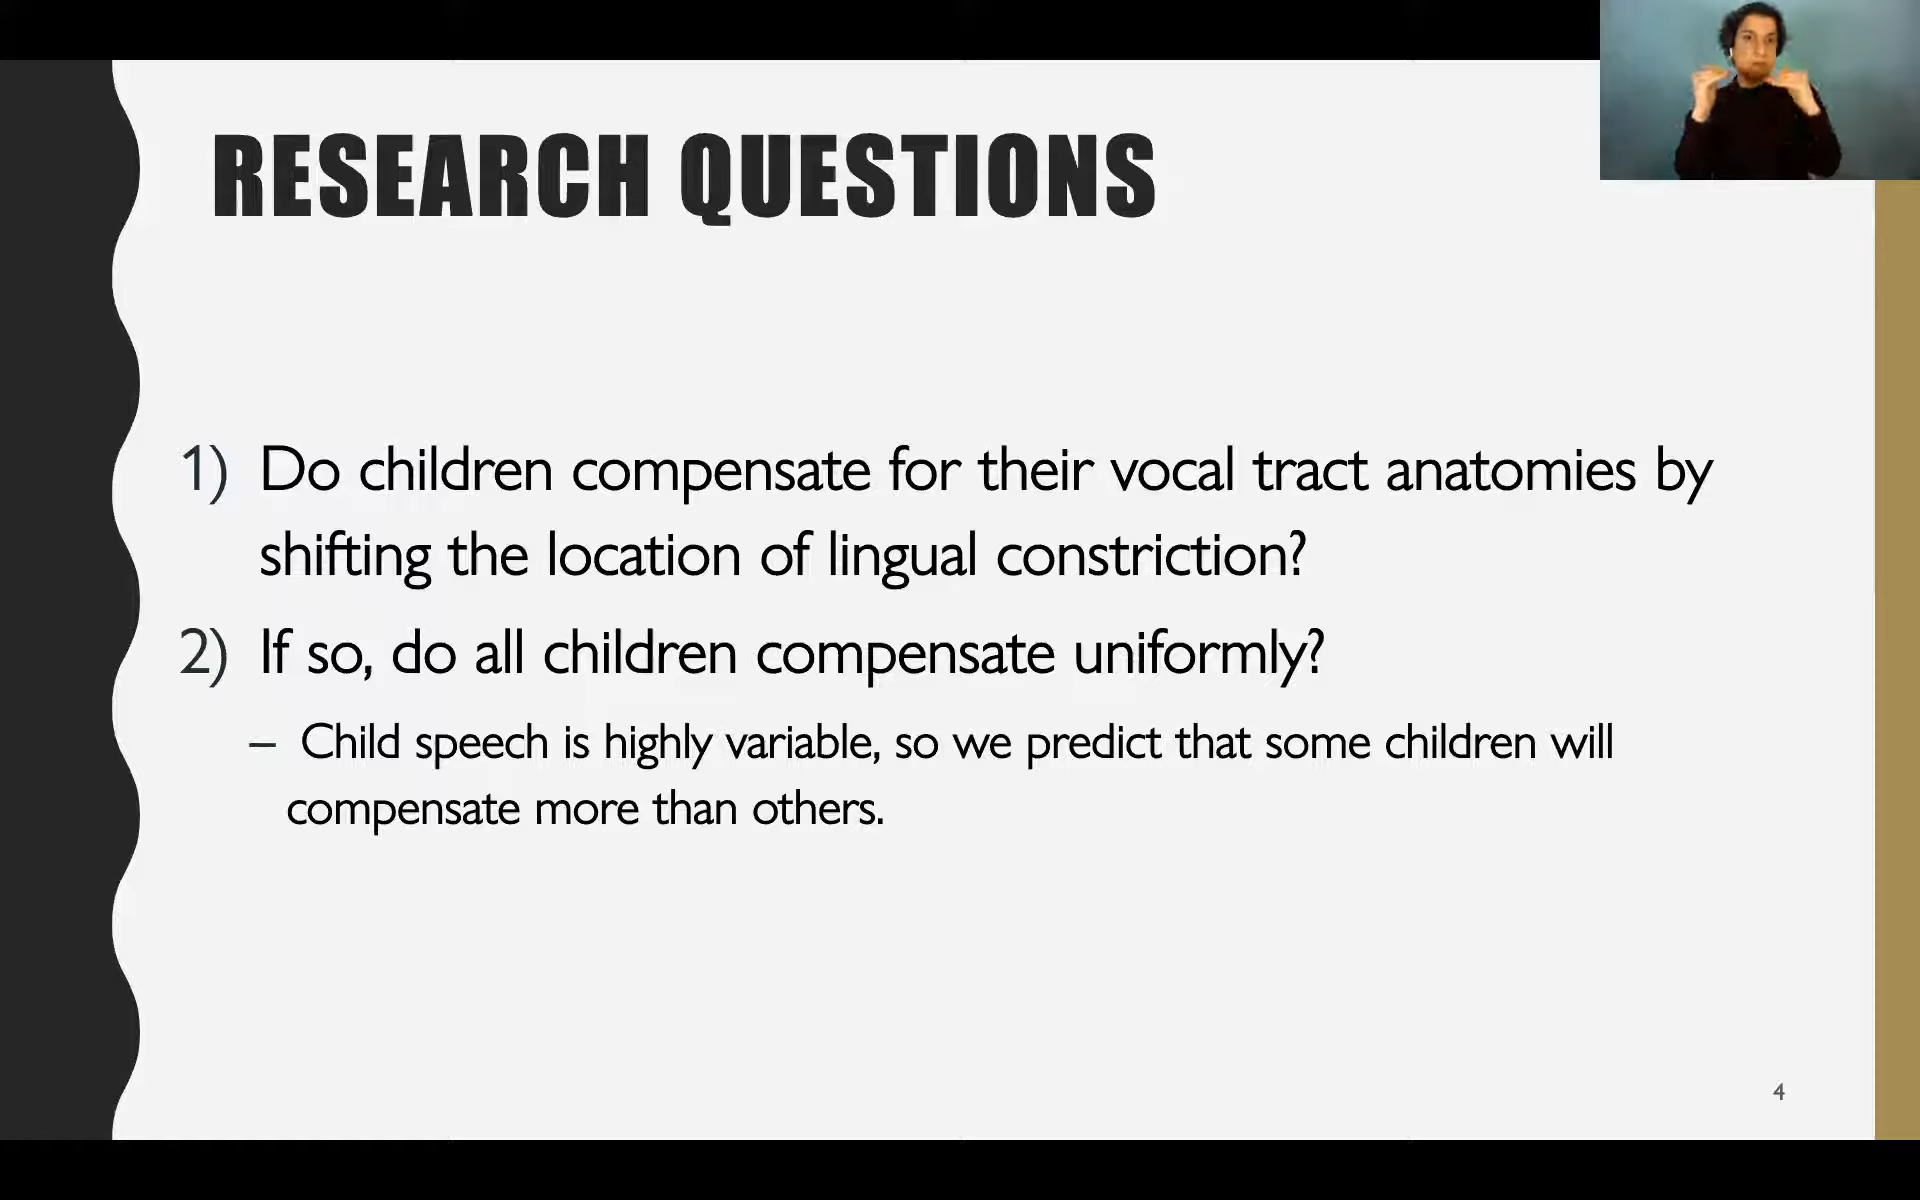 RESEARCH QUESTIONS
1) Do children compensate for their vocal tract anatomies by
shifting the location of lingual constriction?
2) If so, do all children compensate uniformly?
– Child speech is highly variable, so we predict that some children will
compensate more than others.
4